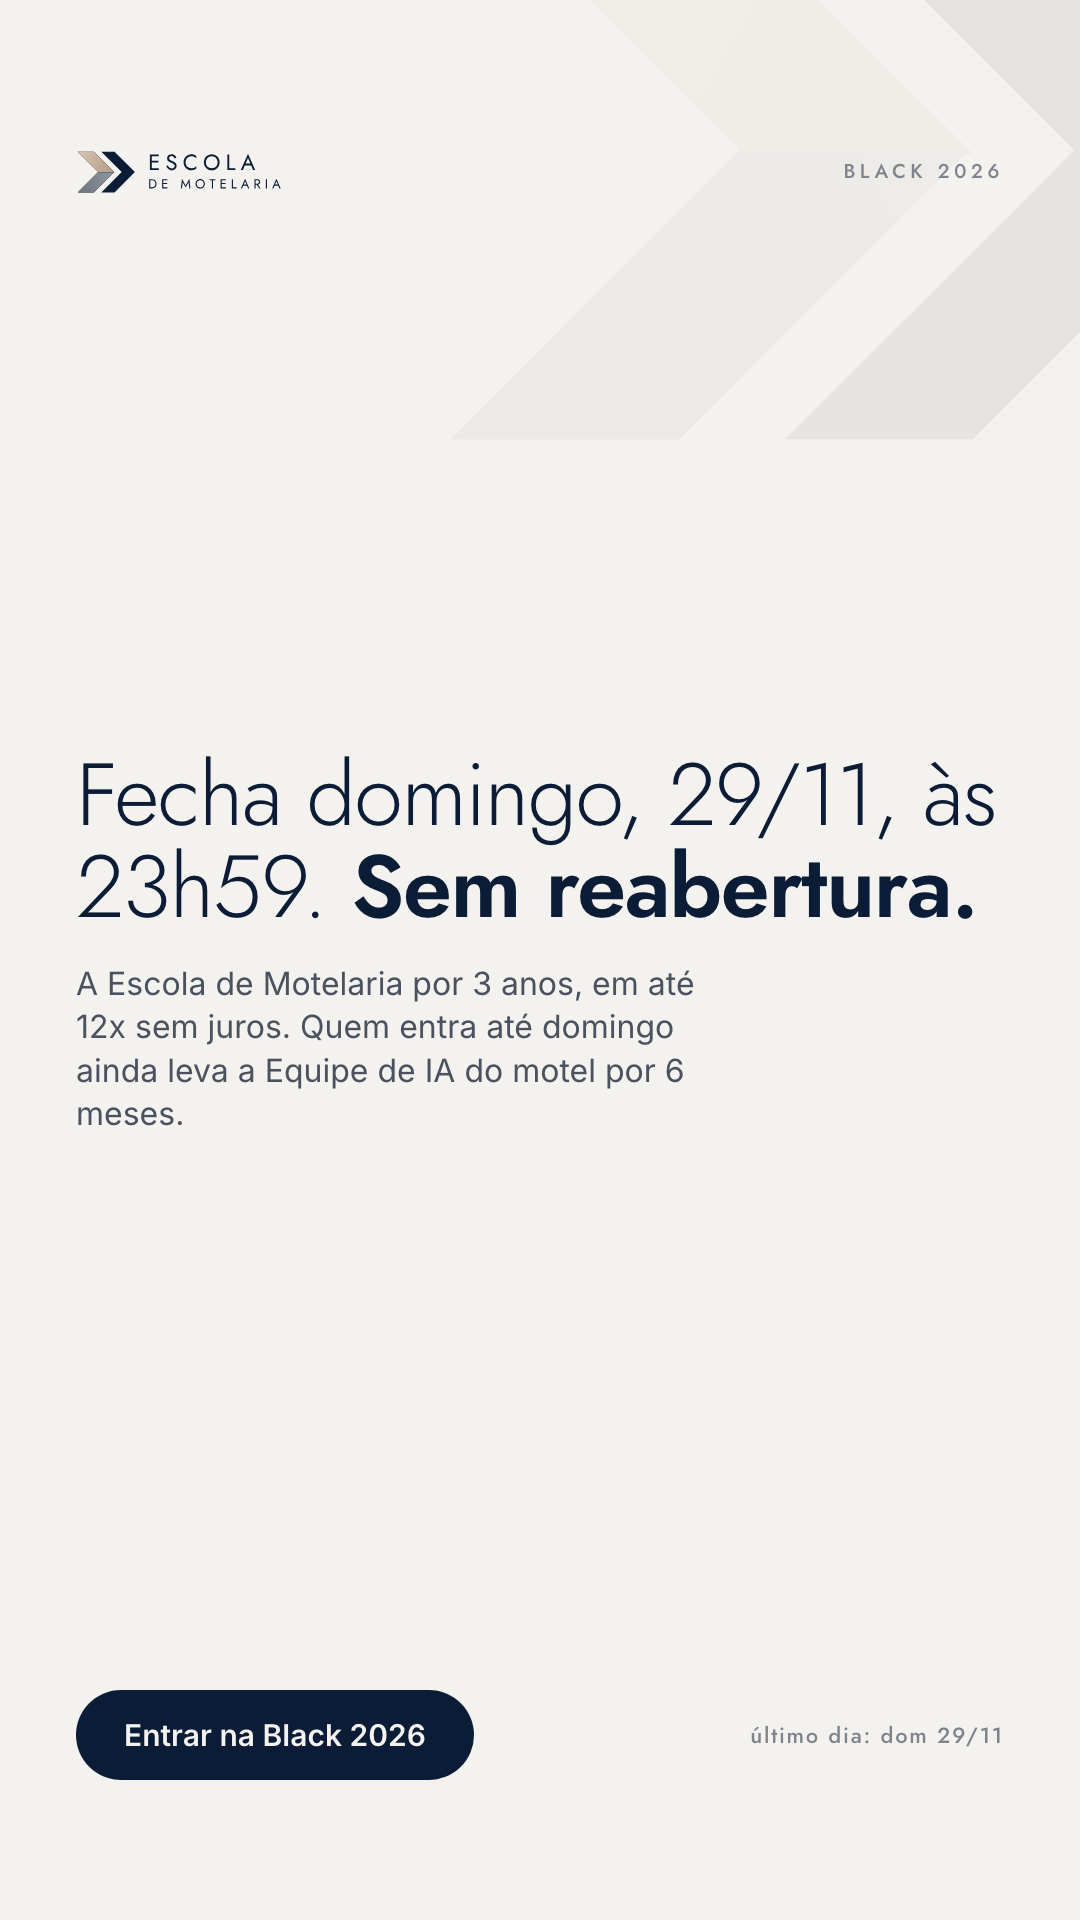 ESCOLA
DE MOTELARIA
BLACK 2026
Fecha domingo, 29/11, às
23h59. Sem reabertura.
A Escola de Motelaria por 3 anos, em até
12x sem juros. Quem entra até domingo
ainda leva a Equipe de IA do motel por 6
meses.
Entrar na Black 2026
último dia: dom 29/11